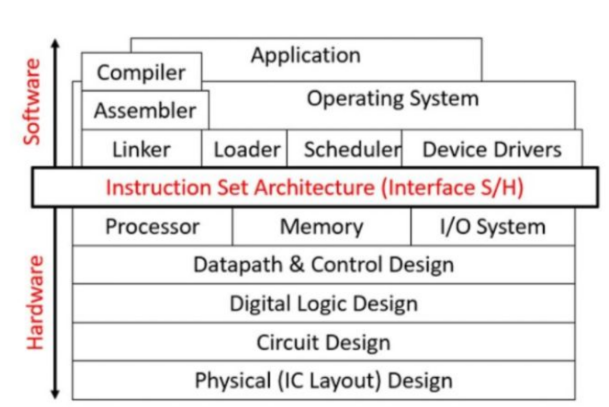 Software
Application
Compiler
Operating System
Assembler
Linker Loader Scheduler Device Drivers
Instruction Set Architecture (Interface S/H)
Hardware
Processor Memory I/O System
Datapath & Control Design
Digital Logic Design
Circuit Design
Physical (IC Layout) Design